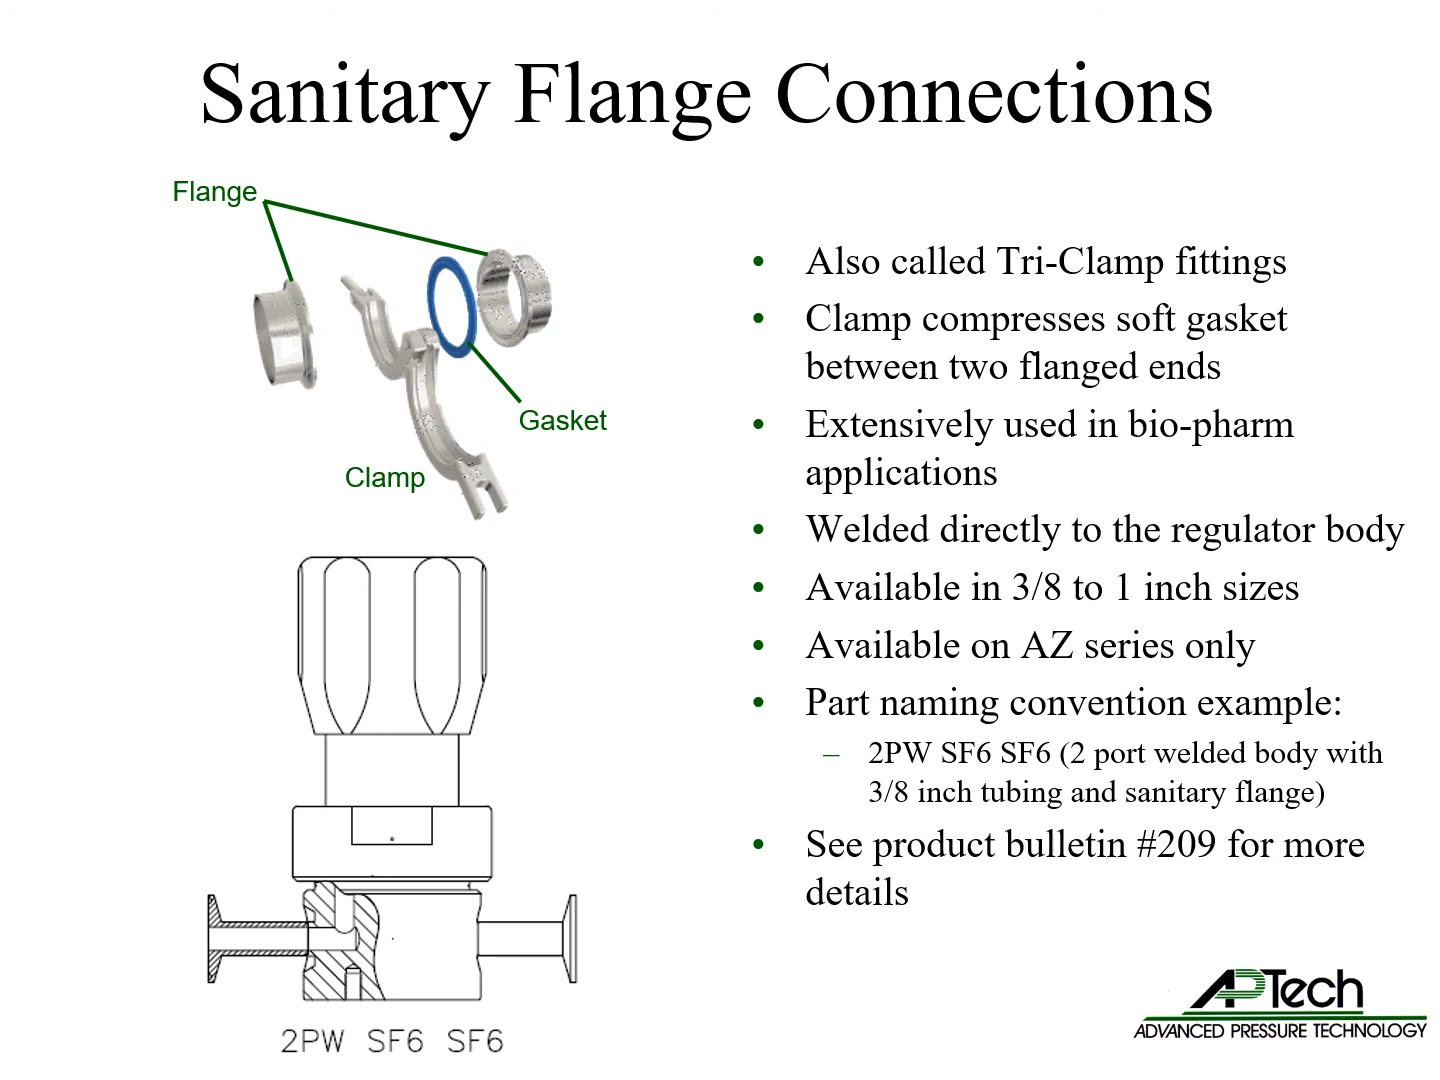 Sanitary Flange Connections
Flange
Gasket
Clamp
2PW SF6 SF6
• Also called Tri-Clamp fittings
• Clamp compresses soft gasket
between two flanged ends
• Extensively used in bio-pharm
applications
• Welded directly to the regulator body
• Available in 3/8 to 1 inch sizes
• Available on AZ series only
• Part naming convention example:
– 2PW SF6 SF6 (2 port welded body with
3/8 inch tubing and sanitary flange)
• See product bulletin #209 for more
details
APTech
ADVANCED PRESSURE TECHNOLOGY